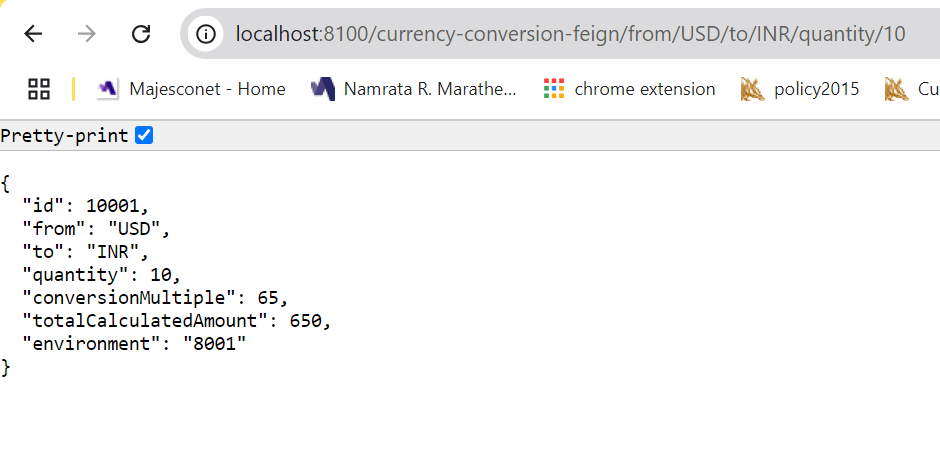 localhost:8100/currency-conversion-feign/from/USD/to/INR/quantity/10
Majesconet - Home Namrata R. Marathe... chrome extension policy2015 Cu
Pretty-print
{
  "id": 10001,
  "from": "USD",
  "to": "INR",
  "quantity": 10,
  "conversionMultiple": 65,
  "totalCalculatedAmount": 650,
  "environment": "8001"
}